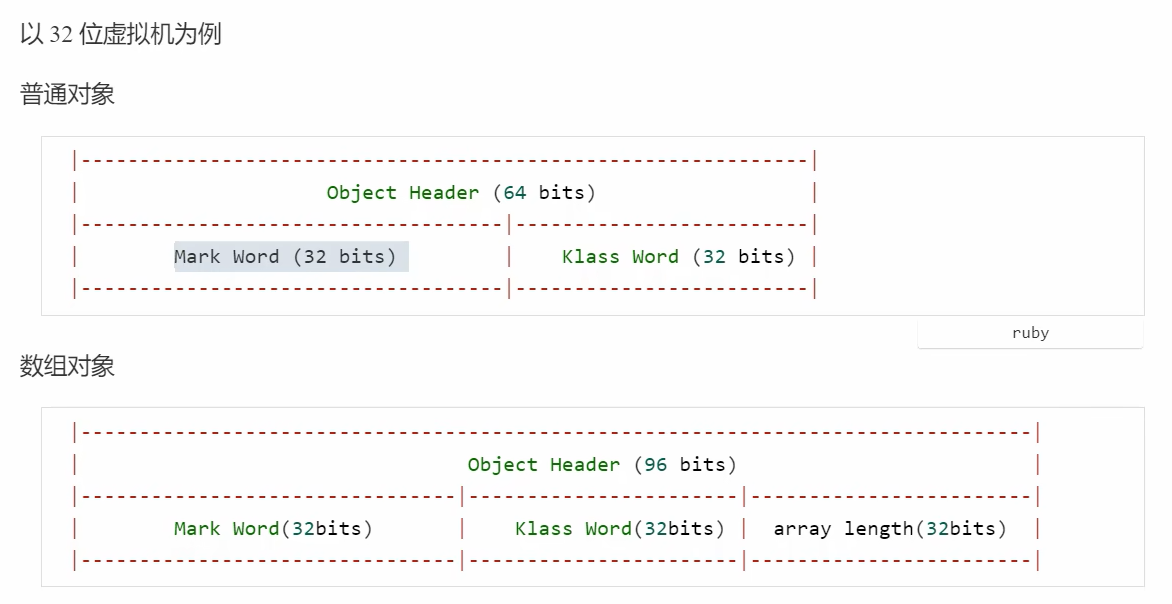 以 32 位虚拟机为例
普通对象
|--------------------------------------------------------------|
|                     Object Header (64 bits)                  |
|------------------------------------|-------------------------|
|        Mark Word (32 bits)         |    Klass Word (32 bits) |
|------------------------------------|-------------------------|
ruby
数组对象
|---------------------------------------------------------------------------------|
|                                 Object Header (96 bits)                         |
|--------------------------------|-----------------------|------------------------|
|        Mark Word(32bits)       |    Klass Word(32bits) |  array length(32bits)  |
|--------------------------------|-----------------------|------------------------|